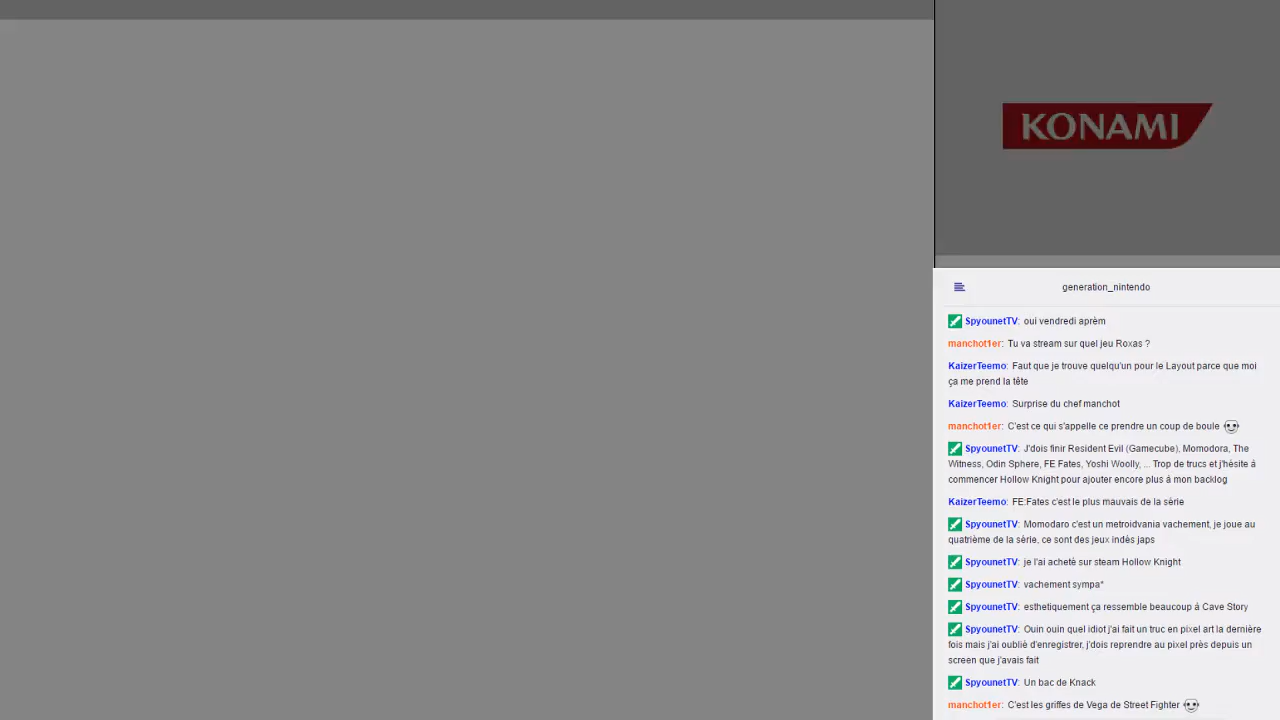 KONAMI
generation_nintendo
SpyounetTV: oui vendredi aprèm
manchot1er: Tu va stream sur quel jeu Roxas ?
KaizerTeemo: Faut que je trouve quelqu'un pour le Layout parce que moi
ça me prend la tête
KaizerTeemo: Surprise du chef manchot
manchot1er: C'est ce qui s'appelle ce prendre un coup de boule
SpyounetTV: J'dois finir Resident Evil (Gamecube), Momodora, The
Witness, Odin Sphere, FE Fates, Yoshi Woolly, ... Trop de trucs et j'hésite à
commencer Hollow Knight pour ajouter encore plus à mon backlog
KaizerTeemo: FE:Fates c'est le plus mauvais de la série
SpyounetTV: Momodaro c'est un metroidvania vachement, je joue au
quatrième de la série, ce sont des jeux indés japs
SpyounetTV: je l'ai acheté sur steam Hollow Knight
SpyounetTV: vachement sympa*
SpyounetTV: esthetiquement ça ressemble beaucoup à Cave Story
SpyounetTV: Ouin ouin quel idiot j'ai fait un truc en pixel art la dernière
fois mais j'ai oublié d'enregistrer, j'dois reprendre au pixel près depuis un
screen que j'avais fait
SpyounetTV: Un bac de Knack
manchot1er: C'est les griffes de Vega de Street Fighter